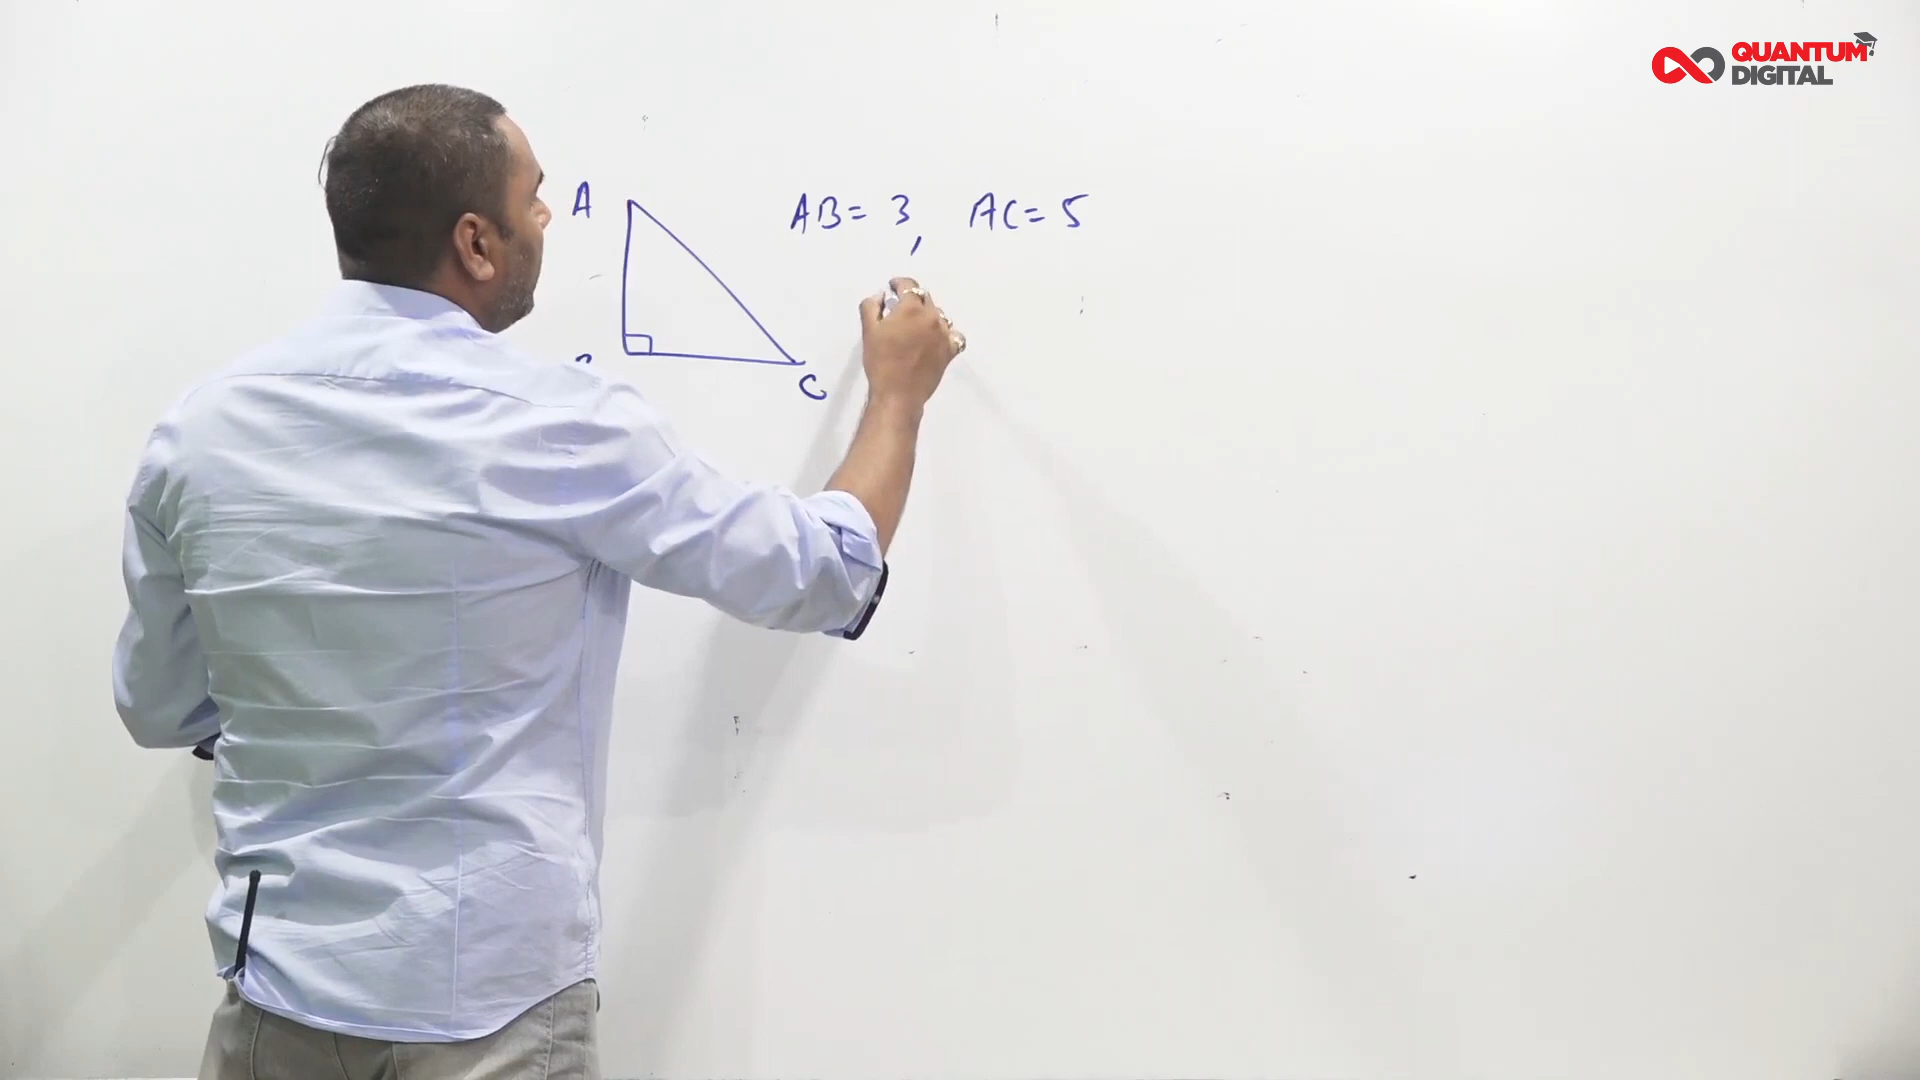 QUANTUM
DIGITAL
A
AB = 3, AC = 5
C